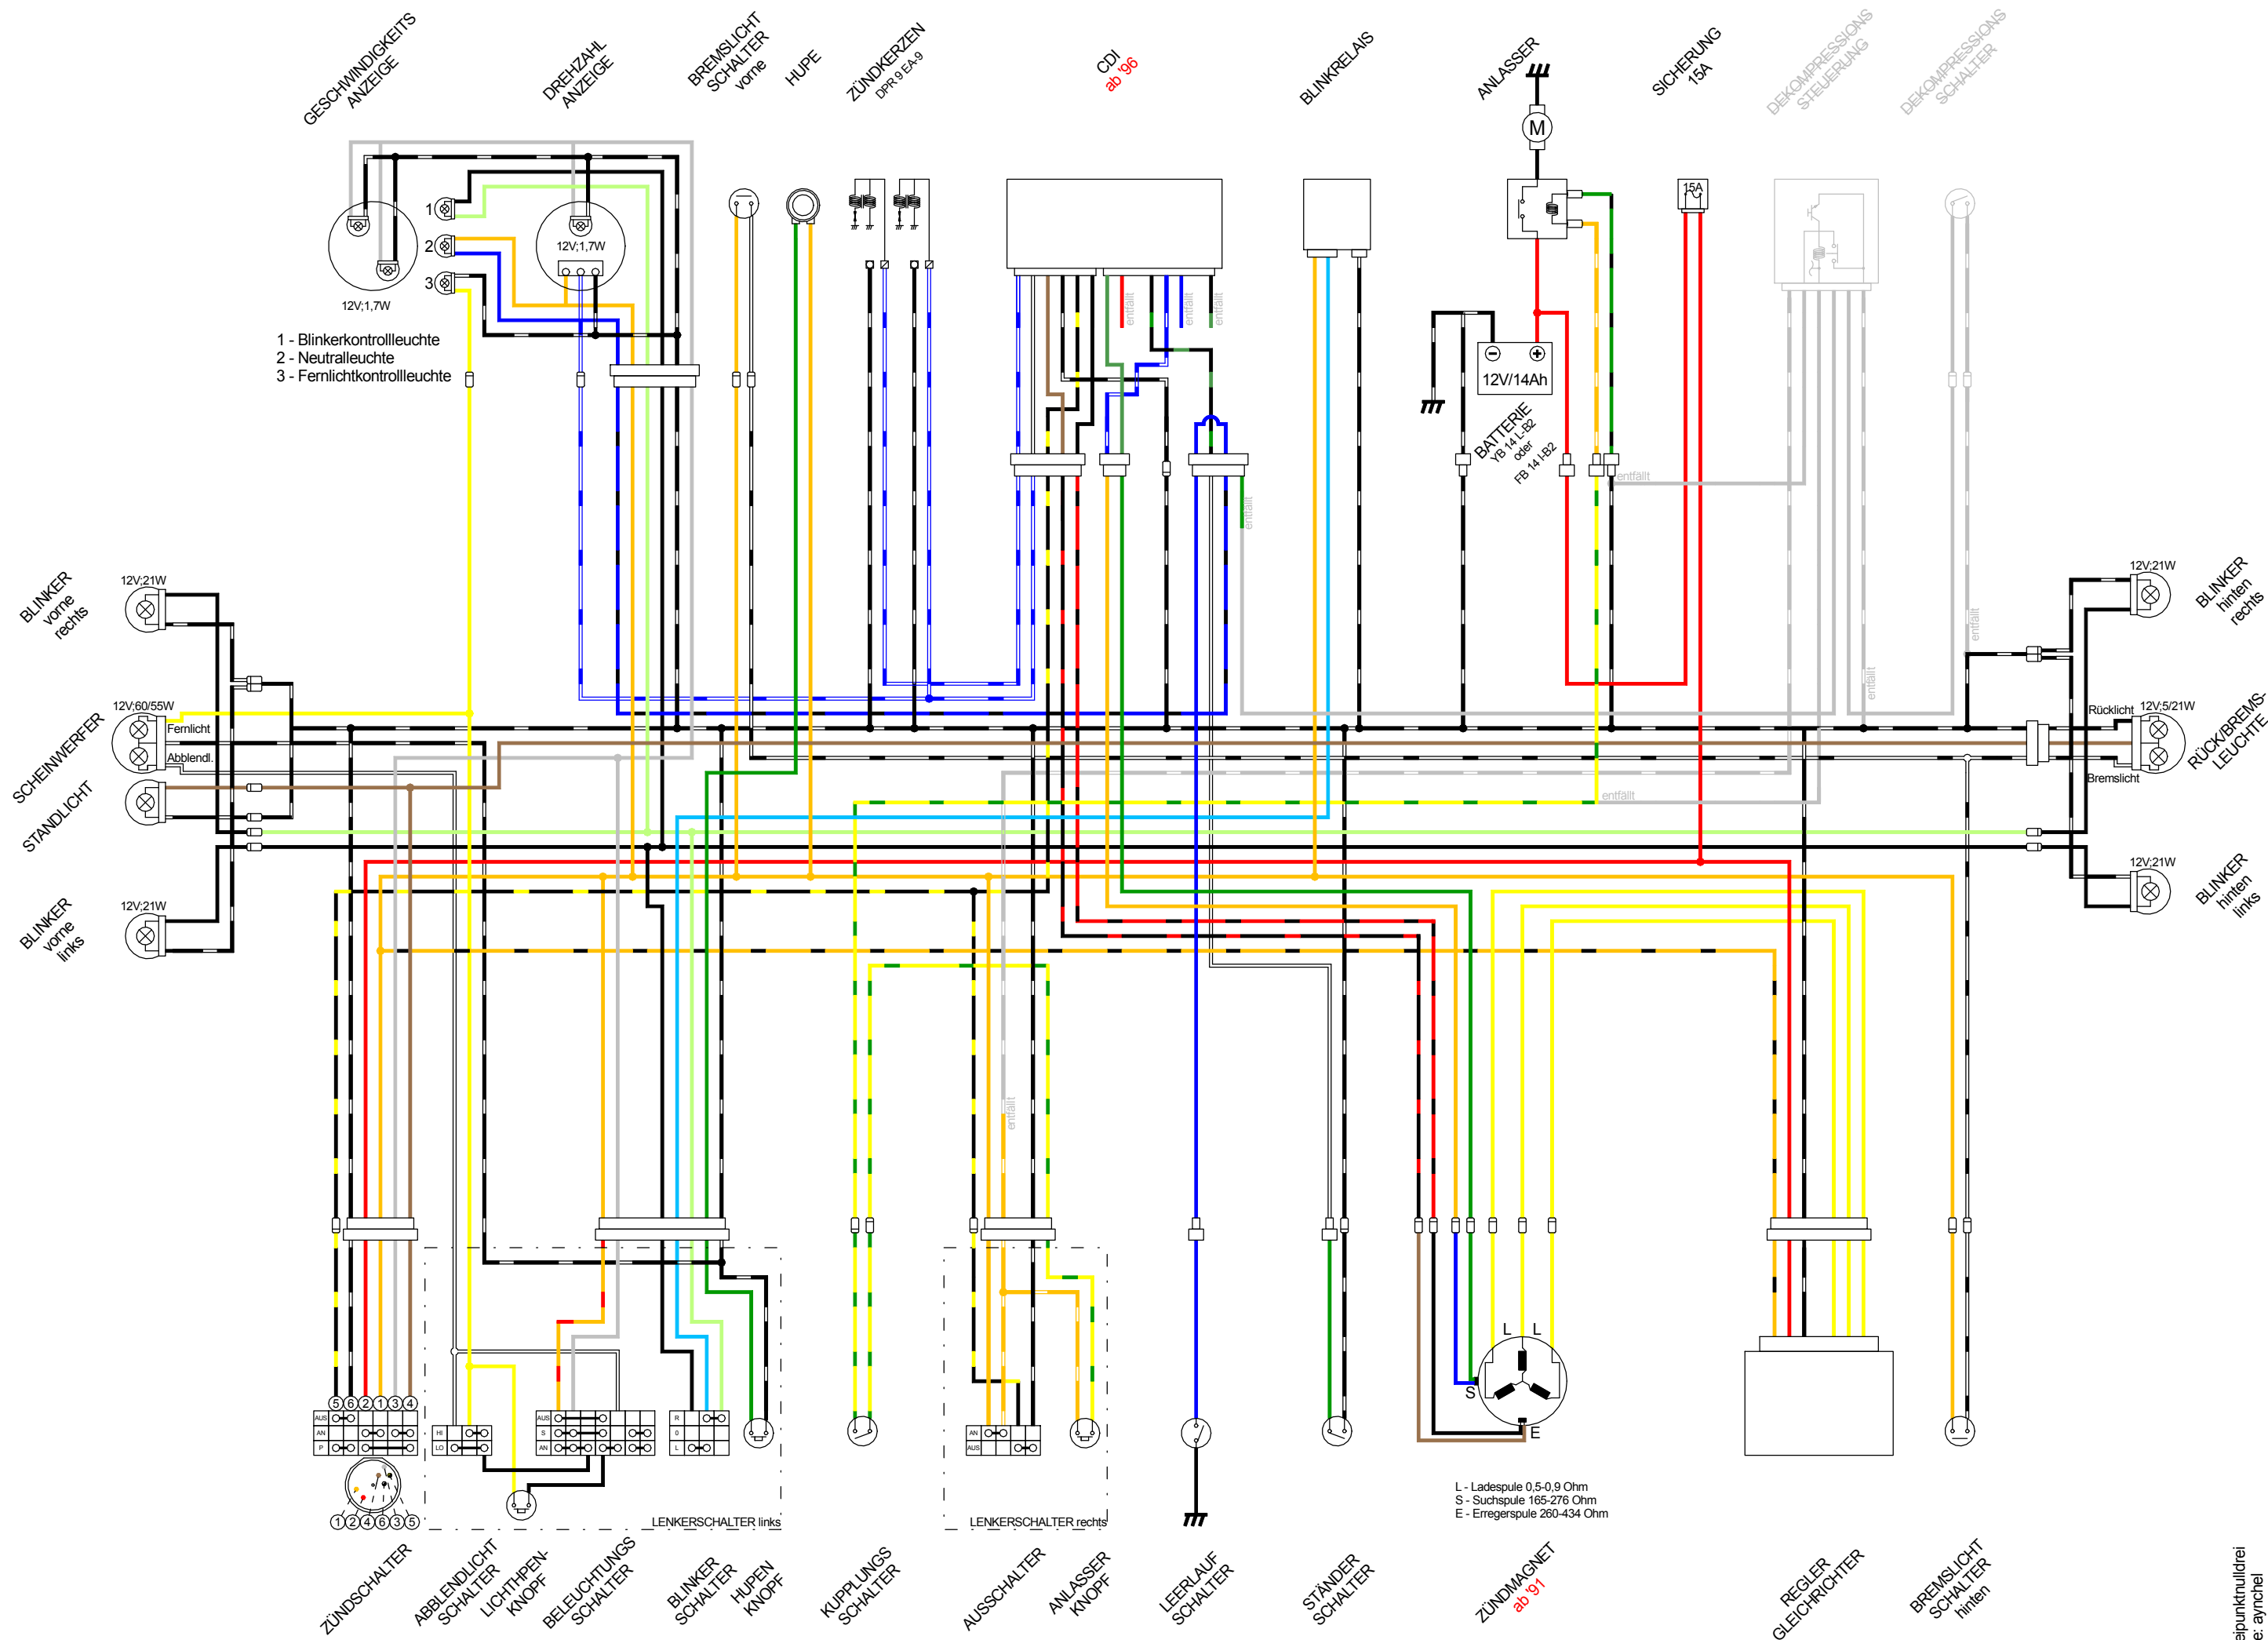 GESCHWINDIGKEITS
ANZEIGE
DREHZAHL
ANZEIGE
BREMSLICHT
SCHALTER
vorne
HUPE
ZÜNDKERZEN
DPR 9 EA-9
CDI
ab '96
BLINKRELAIS
ANLASSER
SICHERUNG
15A
DEKOMPRESSIONS
STEUERUNG
DEKOMPRESSIONS
SCHALTER
M
15A
1
2
3
12V;1,7W
12V;1,7W
1 - Blinkerkontrollleuchte
2 - Neutralleuchte
3 - Fernlichtkontrollleuchte
entfällt
entfällt
entfällt
12V/14Ah
BATTERIE
YB 14 L-B2
oder
FB 14 l-B2
entfällt
entfällt
entfällt
entfällt
entfällt
entfällt
BLINKER
vorne
rechts
12V;21W
SCHEINWERFER
12V;60/55W
Fernlicht
Abblendl.
STANDLICHT
BLINKER
vorne
links
12V;21W
12V;21W
BLINKER
hinten
rechts
Rücklicht
12V;5/21W
Bremslicht
RÜCK/BREMS-
LEUCHTE
12V;21W
BLINKER
hinten
links
5 6 2 1 3 4
AUS
AN
P
1 2 4 6 3 5
HI
LO
AUS
S
AN
R
0
L
AN
AUS
LENKERSCHALTER links
LENKERSCHALTER rechts
L L
S
E
L - Ladespule 0,5-0,9 Ohm
S - Suchspule 165-276 Ohm
E - Erregerspule 260-434 Ohm
ZÜNDSCHALTER
ABBLENDLICHT
SCHALTER
LICHTHPEN-
KNOPF
BELEUCHTUNGS
SCHALTER
BLINKER
SCHALTER
HUPEN
KNOPF
KUPPLUNGS
SCHALTER
AUSSCHALTER
ANLASSER
KNOPF
LEERLAUF
SCHALTER
STÄNDER
SCHALTER
ZÜNDMAGNET
ab '91
REGLER
GLEICHRICHTER
BREMSLICHT
SCHALTER
hinten
eipunktnulldrei
e: aynchel